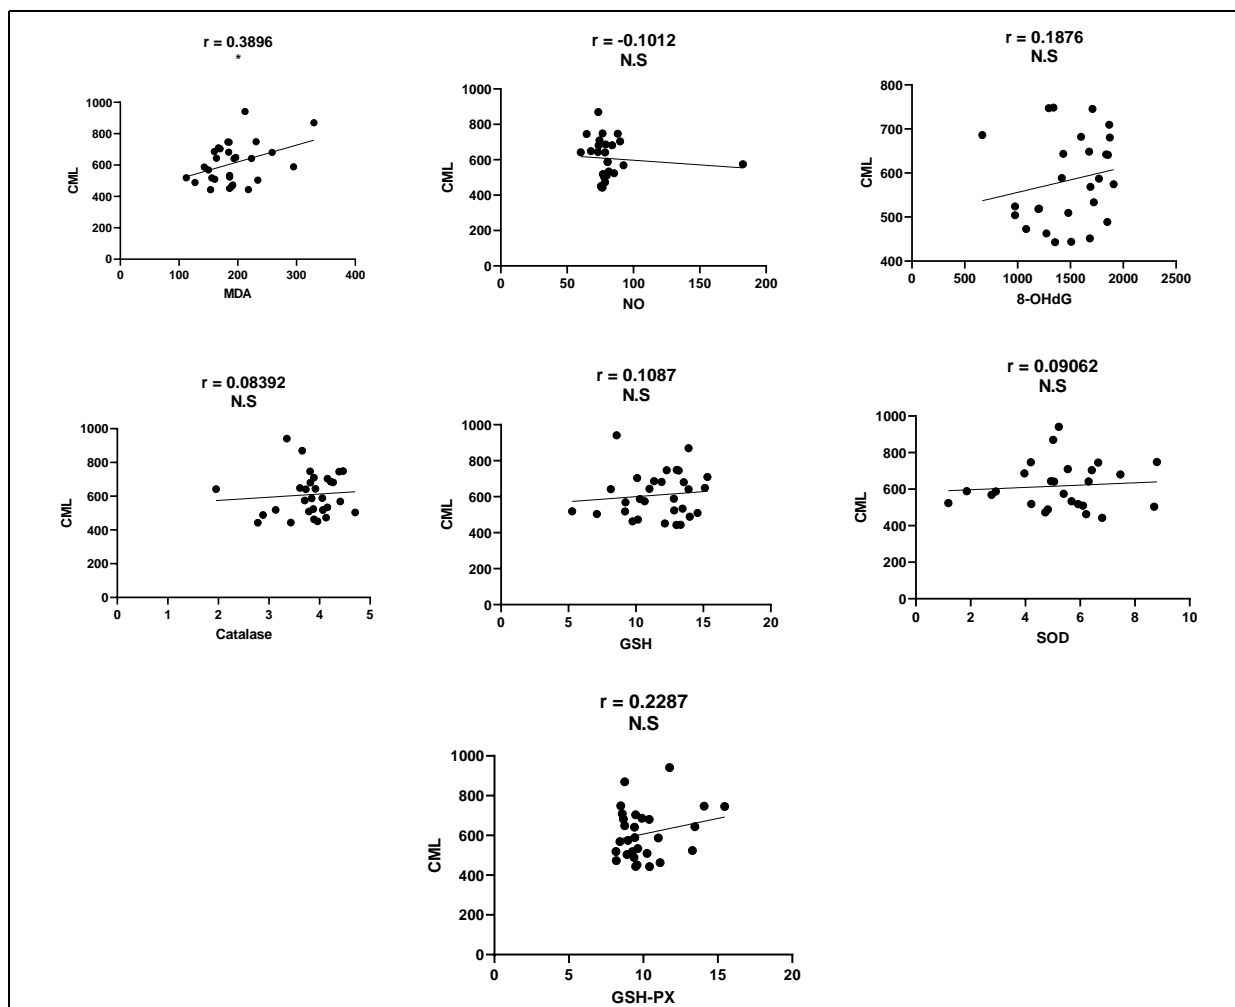 r = 0.3896
*
CML
1000
800
600
400
200
0
0 100 200 300 400
MDA
r = -0.1012
N.S
CML
1000
800
600
400
200
0
0 50 100 150 200
NO
r = 0.1876
N.S
CML
800
700
600
500
400
0 500 1000 1500 2000 2500
8-OHdG
r = 0.08392
N.S
CML
1000
800
600
400
200
0
0 1 2 3 4 5
Catalase
r = 0.1087
N.S
CML
1000
800
600
400
200
0
0 5 10 15 20
GSH
r = 0.09062
N.S
CML
1000
800
600
400
200
0
0 2 4 6 8 10
SOD
r = 0.2287
N.S
CML
1000
800
600
400
200
0
0 5 10 15 20
GSH-PX